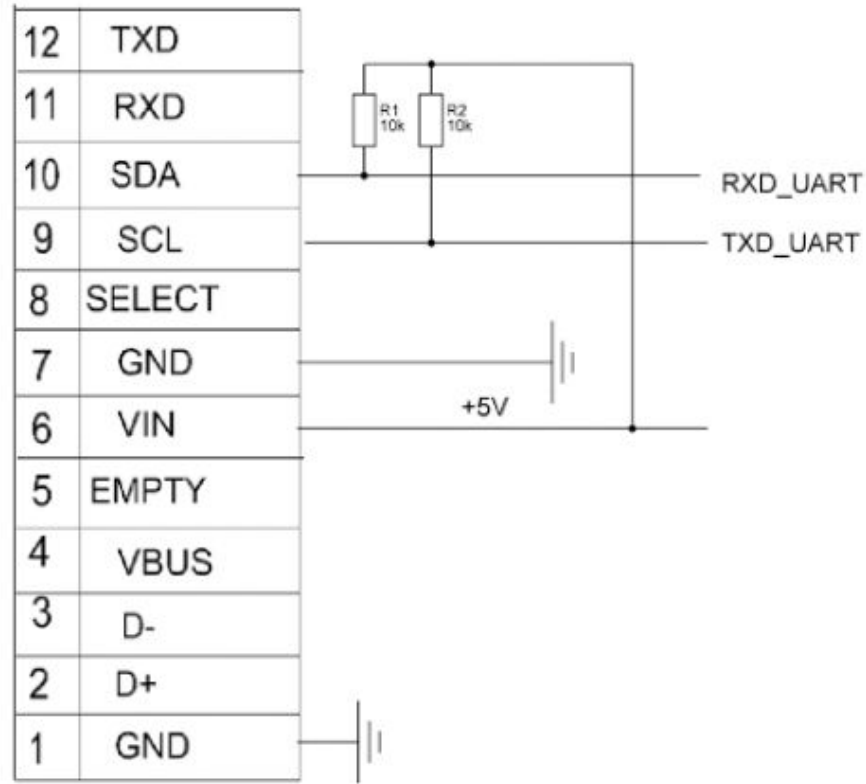 12 TXD
11 RXD
R1 R2
10k 10k
10 SDA
RXD_UART
9 SCL
TXD_UART
8 SELECT
7 GND
+5V
6 VIN
5 EMPTY
4 VBUS
3 D-
2 D+
1 GND